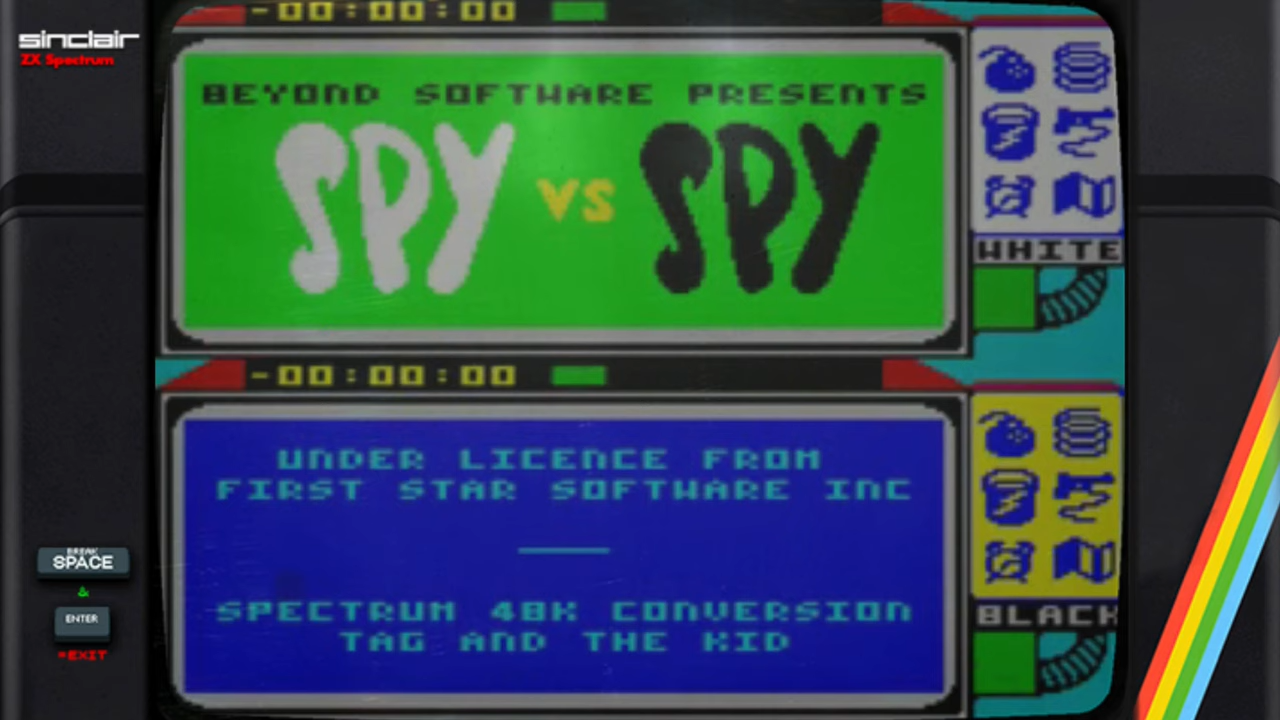 sinclair
ZX Spectrum
-00:00:00
BEYOND SOFTWARE PRESENTS
SPY VS SPY
WHITE
-00:00:00
UNDER LICENCE FROM
FIRST STAR SOFTWARE INC
SPECTRUM 48K CONVERSION
TAG AND THE KID
BLACK
BREAK
SPACE
&
ENTER
=EXIT